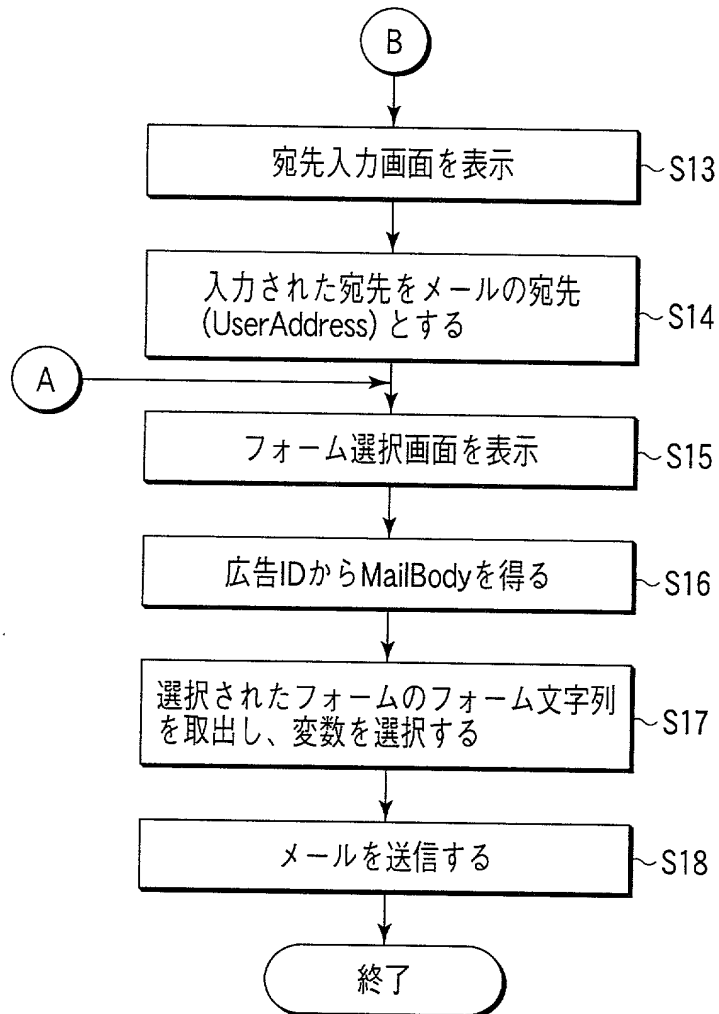 B
宛先入力画面を表示
~S13
入力された宛先をメールの宛先
(UserAddress)とする
~S14
A
フォーム選択画面を表示
~S15
広告IDからMailBodyを得る
~S16
選択されたフォームのフォーム文字列
を取出し、変数を選択する
~S17
メールを送信する
~S18
終了